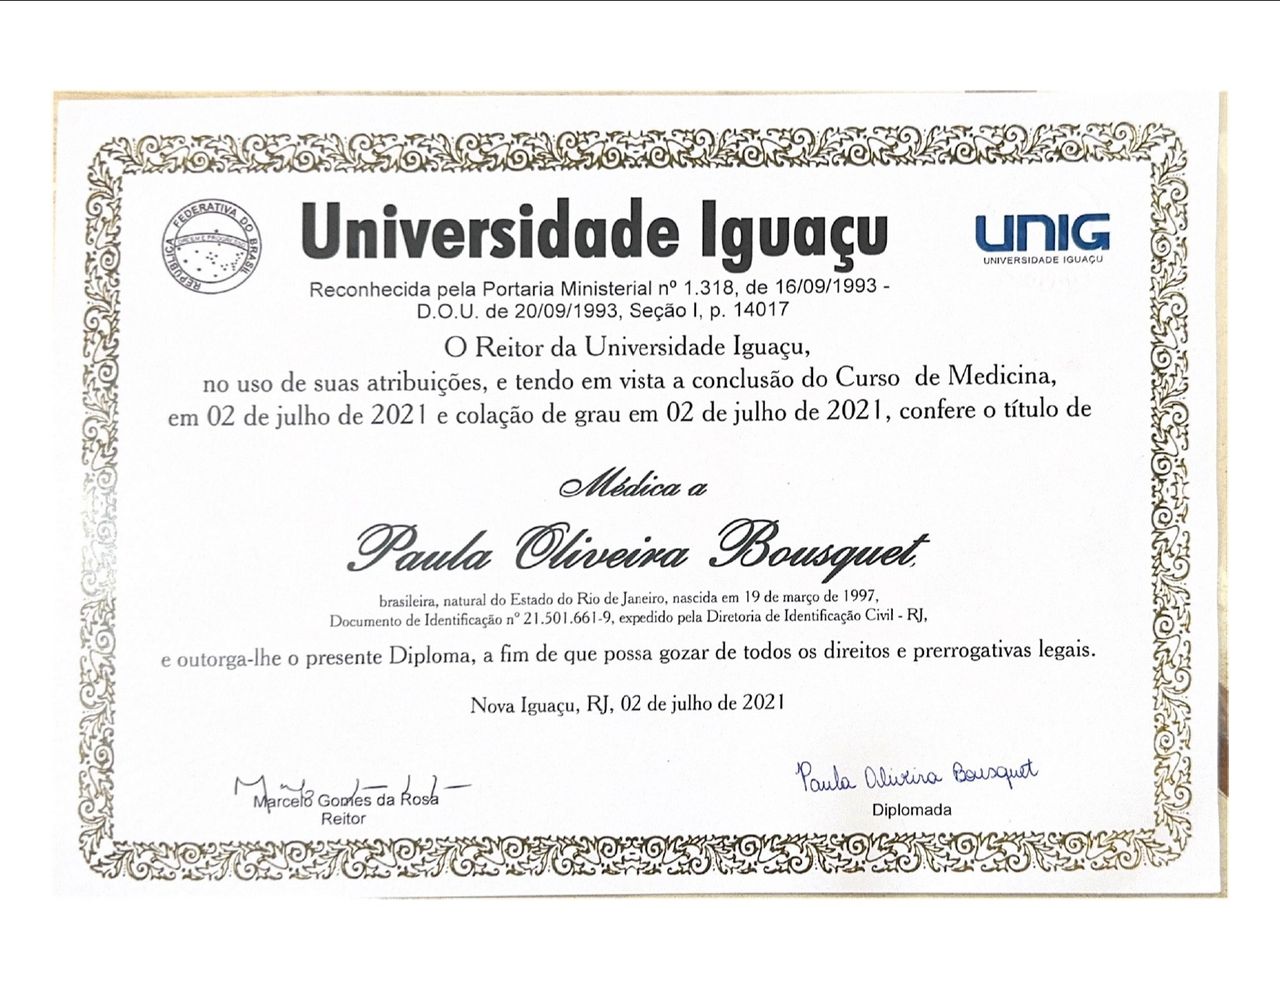 REPÚBLICA FEDERATIVA DO BRASIL
Universidade Iguaçu
UNIG
UNIVERSIDADE IGUAÇU
Reconhecida pela Portaria Ministerial nº 1.318, de 16/09/1993 -
D.O.U. de 20/09/1993, Seção I, p. 14017
O Reitor da Universidade Iguaçu,
no uso de suas atribuições, e tendo em vista a conclusão do Curso de Medicina,
em 02 de julho de 2021 e colação de grau em 02 de julho de 2021, confere o título de
Médica a
Paula Oliveira Bousquet,
brasileira, natural do Estado do Rio de Janeiro, nascida em 19 de março de 1997,
Documento de Identificação nº 21.501.661-9, expedido pela Diretoria de Identificação Civil - RJ,
e outorga-lhe o presente Diploma, a fim de que possa gozar de todos os direitos e prerrogativas legais.
Nova Iguaçu, RJ, 02 de julho de 2021
Marcelo Gomes da Rosa
Reitor
Paula Oliveira Bousquet
Diplomada